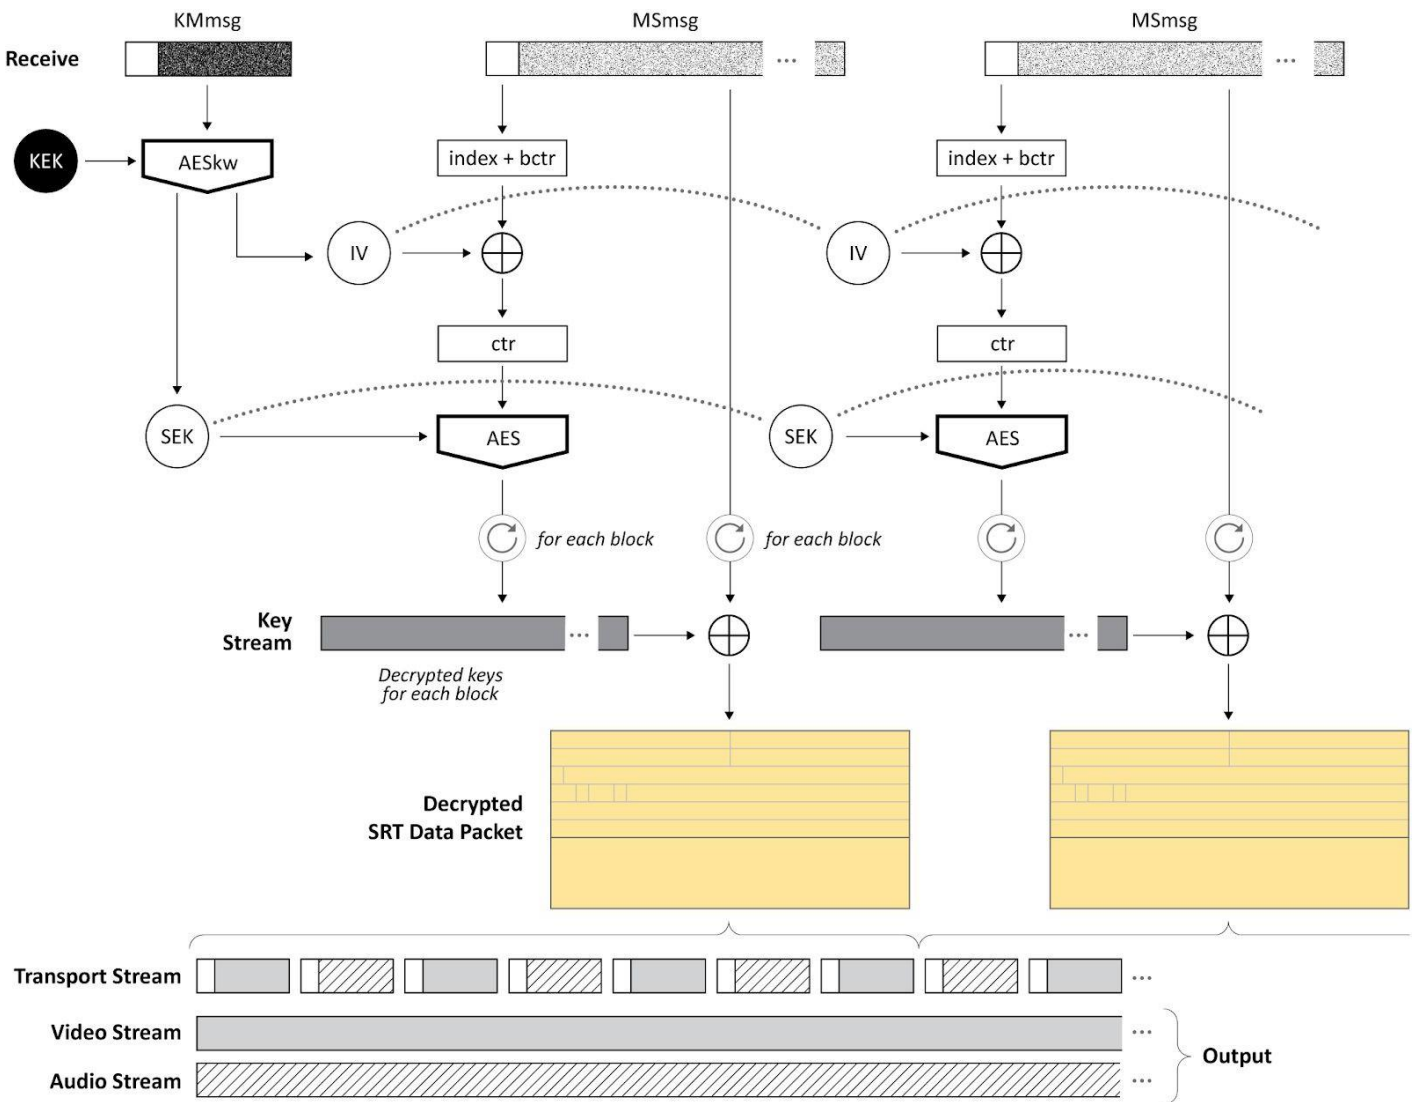 KMmsg
MSmsg
MSmsg
Receive
...
...
KEK
AESkw
index + bctr
index + bctr
IV
IV
ctr
ctr
SEK
AES
SEK
AES
for each block
for each block
Key
Stream
...
...
Decrypted keys
for each block
Decrypted
SRT Data Packet
Transport Stream
...
Video Stream
...
Output
Audio Stream
...